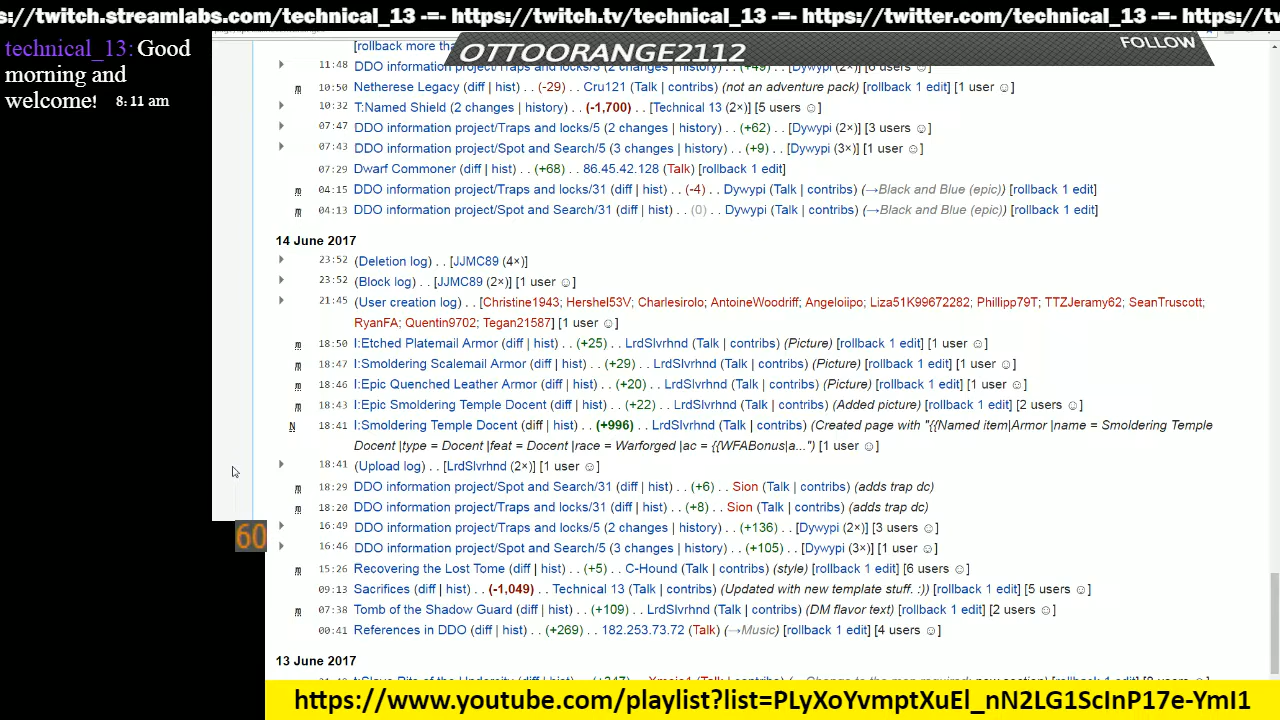 s://twitch.streamlabs.com/technical_13 -=- https://twitch.tv/technical_13 -=- https://twitter.com/technical_13 -=- https://t
technical_13: Good
morning and
welcome! 8:11 am
OTTOORANGE2112
FOLLOW
[rollback more tha
11:48 DDO information project/Traps and locks/3 (2 changes | history) . . (+49) . . [Dywypi (2×)] [6 users ☺]
m 10:50 Netherese Legacy (diff | hist) . . (-29) . . Cru121 (Talk | contribs) (not an adventure pack) [rollback 1 edit] [1 user ☺]
10:32 T:Named Shield (2 changes | history) . . (-1,700) . . [Technical 13 (2×)] [5 users ☺]
07:47 DDO information project/Traps and locks/5 (2 changes | history) . . (+62) . . [Dywypi (2×)] [3 users ☺]
07:43 DDO information project/Spot and Search/5 (3 changes | history) . . (+9) . . [Dywypi (3×)] [1 user ☺]
07:29 Dwarf Commoner (diff | hist) . . (+68) . . 86.45.42.128 (Talk) [rollback 1 edit]
m 04:15 DDO information project/Traps and locks/31 (diff | hist) . . (-4) . . Dywypi (Talk | contribs) (→Black and Blue (epic)) [rollback 1 edit]
m 04:13 DDO information project/Spot and Search/31 (diff | hist) . . (0) . . Dywypi (Talk | contribs) (→Black and Blue (epic)) [rollback 1 edit]
14 June 2017
23:52 (Deletion log) . . [JJMC89 (4×)]
23:52 (Block log) . . [JJMC89 (2×)] [1 user ☺]
21:45 (User creation log) . . [Christine1943; Hershel53V; Charlesirolo; AntoineWoodriff; Angeloiipo; Liza51K99672282; Phillipp79T; TTZJeramy62; SeanTruscott;
RyanFA; Quentin9702; Tegan21587] [1 user ☺]
m 18:50 I:Etched Platemail Armor (diff | hist) . . (+25) . . LrdSlvrhnd (Talk | contribs) (Picture) [rollback 1 edit] [1 user ☺]
m 18:47 I:Smoldering Scalemail Armor (diff | hist) . . (+29) . . LrdSlvrhnd (Talk | contribs) (Picture) [rollback 1 edit] [1 user ☺]
m 18:46 I:Epic Quenched Leather Armor (diff | hist) . . (+20) . . LrdSlvrhnd (Talk | contribs) (Picture) [rollback 1 edit] [1 user ☺]
m 18:43 I:Epic Smoldering Temple Docent (diff | hist) . . (+22) . . LrdSlvrhnd (Talk | contribs) (Added picture) [rollback 1 edit] [2 users ☺]
N 18:41 I:Smoldering Temple Docent (diff | hist) . . (+996) . . LrdSlvrhnd (Talk | contribs) (Created page with "{{Named item|Armor |name = Smoldering Temple
Docent |type = Docent |feat = Docent |race = Warforged |ac = {{WFABonus|a...") [1 user ☺]
18:41 (Upload log) . . [LrdSlvrhnd (2×)] [1 user ☺]
m 18:29 DDO information project/Spot and Search/31 (diff | hist) . . (+6) . . Sion (Talk | contribs) (adds trap dc)
m 18:20 DDO information project/Traps and locks/31 (diff | hist) . . (+8) . . Sion (Talk | contribs) (adds trap dc)
16:49 DDO information project/Traps and locks/5 (2 changes | history) . . (+136) . . [Dywypi (2×)] [3 users ☺]
16:46 DDO information project/Spot and Search/5 (3 changes | history) . . (+105) . . [Dywypi (3×)] [1 user ☺]
60
m 15:26 Recovering the Lost Tome (diff | hist) . . (+5) . . C-Hound (Talk | contribs) (style) [rollback 1 edit] [6 users ☺]
09:13 Sacrifices (diff | hist) . . (-1,049) . . Technical 13 (Talk | contribs) (Updated with new template stuff. :)) [rollback 1 edit] [5 users ☺]
m 07:38 Tomb of the Shadow Guard (diff | hist) . . (+109) . . LrdSlvrhnd (Talk | contribs) (DM flavor text) [rollback 1 edit] [2 users ☺]
00:41 References in DDO (diff | hist) . . (+269) . . 182.253.73.72 (Talk) (→Music) [rollback 1 edit] [4 users ☺]
13 June 2017
https://www.youtube.com/playlist?list=PLyXoYvmptXuEl_nN2LG1ScInP17e-YmI1